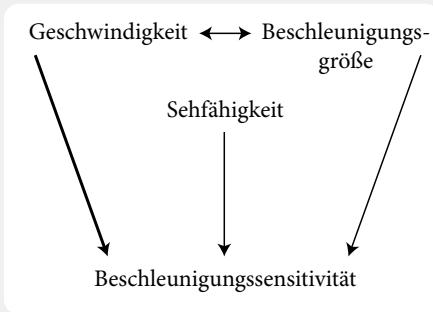 Geschwindigkeit
Beschleunigungs-
größe
Sehfähigkeit
Beschleunigungssensitivität